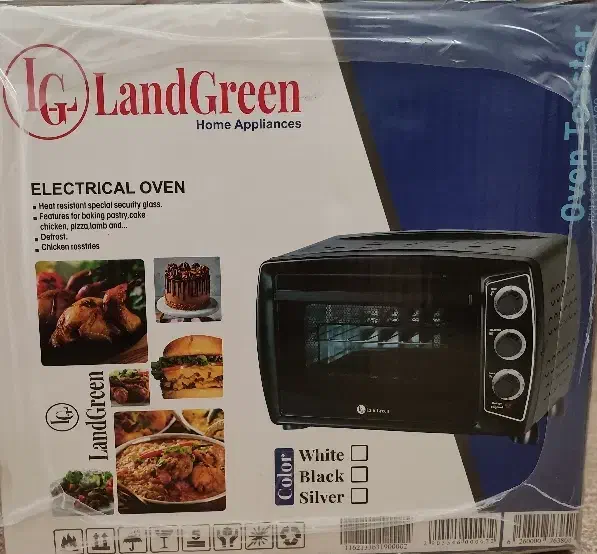 LG
LandGreen
Home Appliances
Oven Toaster
ELECTRICAL OVEN
Heat resistant special security glass.
Features for baking pastry,cake
chicken, pizza,lamb and...
Defrost.
Chicken rosstries
LG
LandGreen
LandGreen
Color
White
Black
Silver